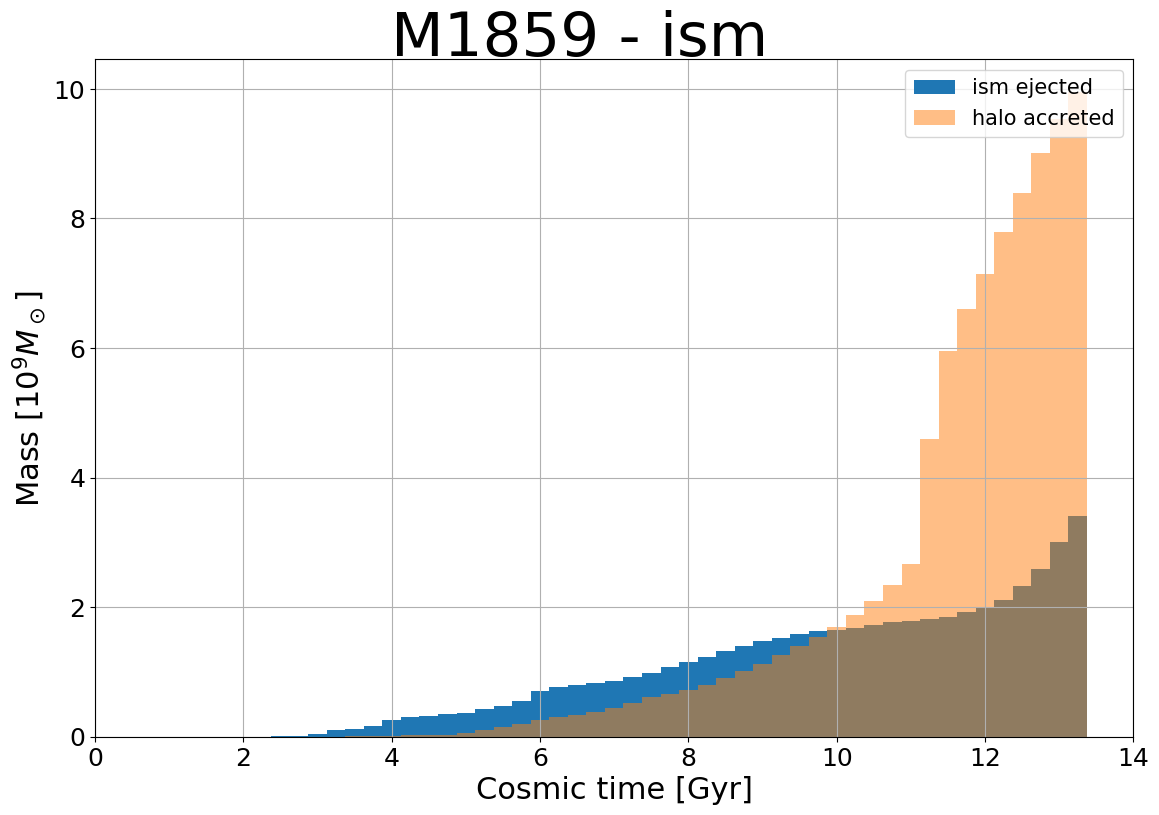 M1859 - ism
10
8
6
4
2
0
Mass [10⁹M⊙]
ism ejected
halo accreted
0 2 4 6 8 10 12 14
Cosmic time [Gyr]